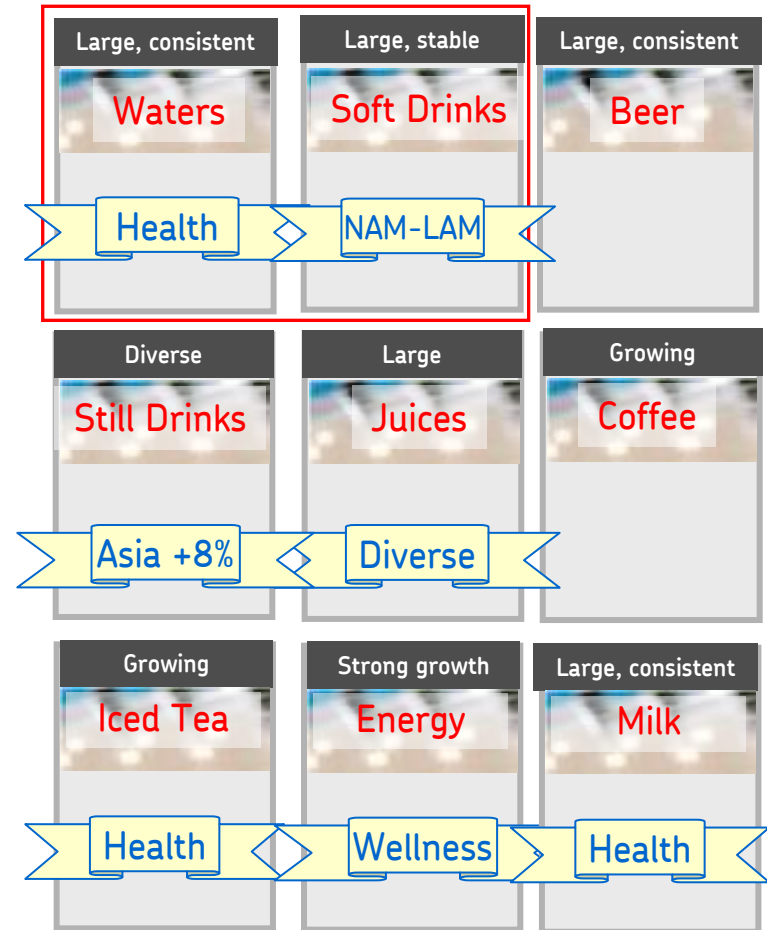 Large, consistent
Large, stable
Large, consistent
Waters
Soft Drinks
Beer
Health
NAM-LAM
Diverse
Large
Growing
Still Drinks
Juices
Coffee
Asia +8%
Diverse
Growing
Strong growth
Large, consistent
Iced Tea
Energy
Milk
Health
Wellness
Health